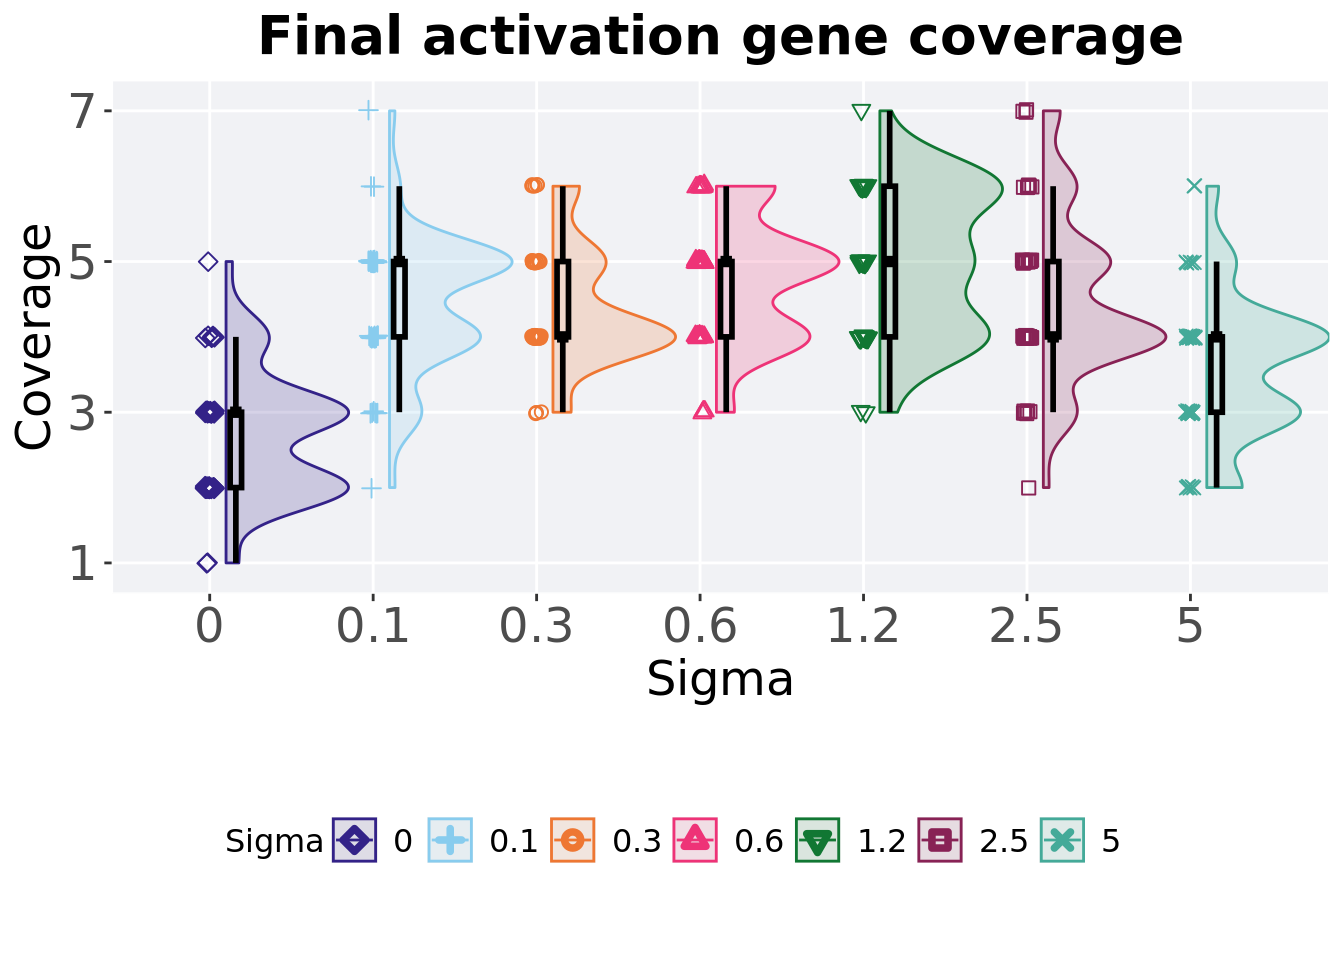 Final activation gene coverage
Coverage
7
5
3
1
0 0.1 0.3 0.6 1.2 2.5 5
Sigma
Sigma 0 0.1 0.3 0.6 1.2 2.5 5